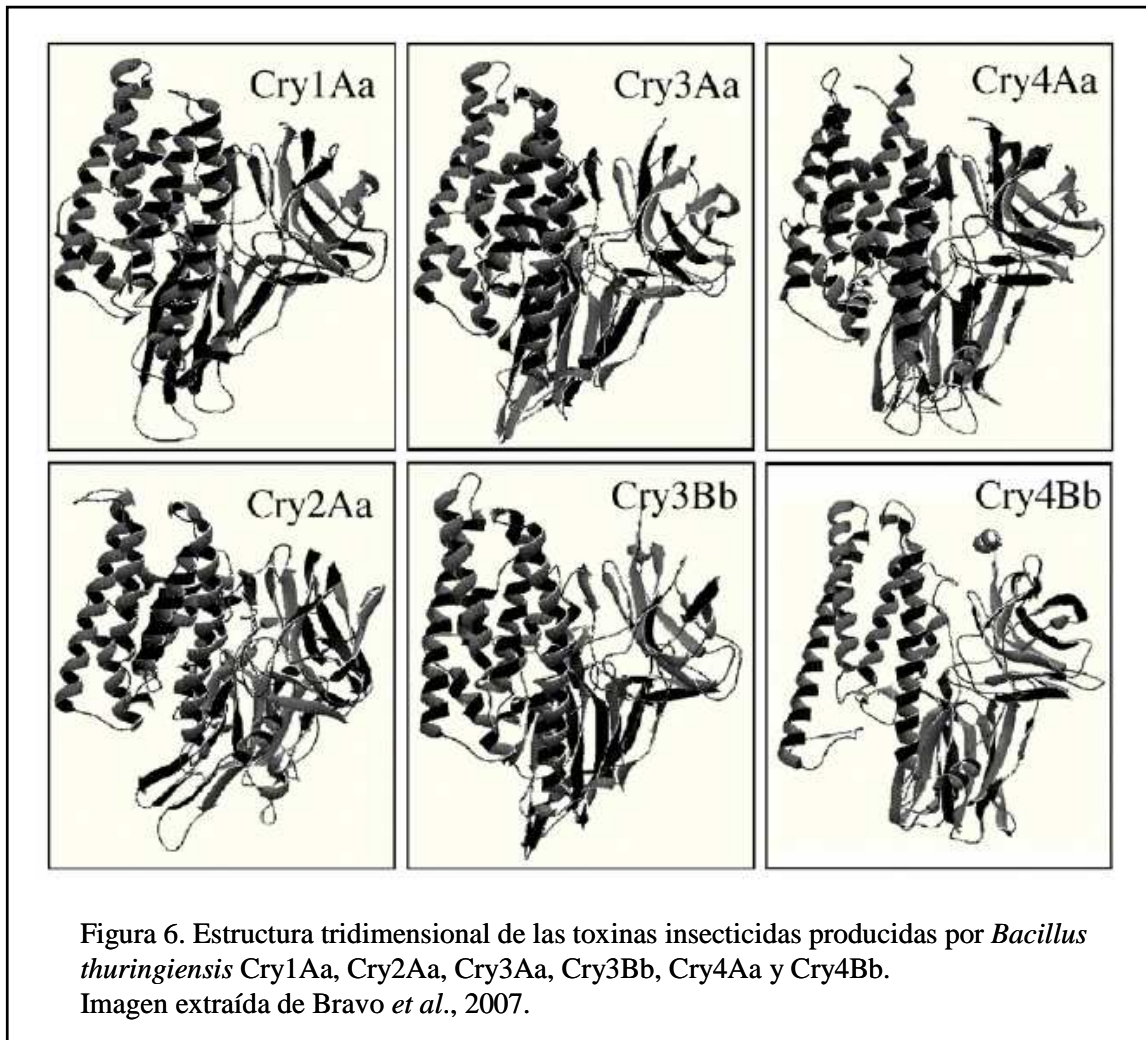 Cry1Aa
Cry3Aa
Cry4Aa
Cry2Aa
Cry3Bb
Cry4Bb
Figura 6. Estructura tridimensional de las toxinas insecticidas producidas por Bacillus
thuringiensis Cry1Aa, Cry2Aa, Cry3Aa, Cry3Bb, Cry4Aa y Cry4Bb.
Imagen extraída de Bravo et al., 2007.